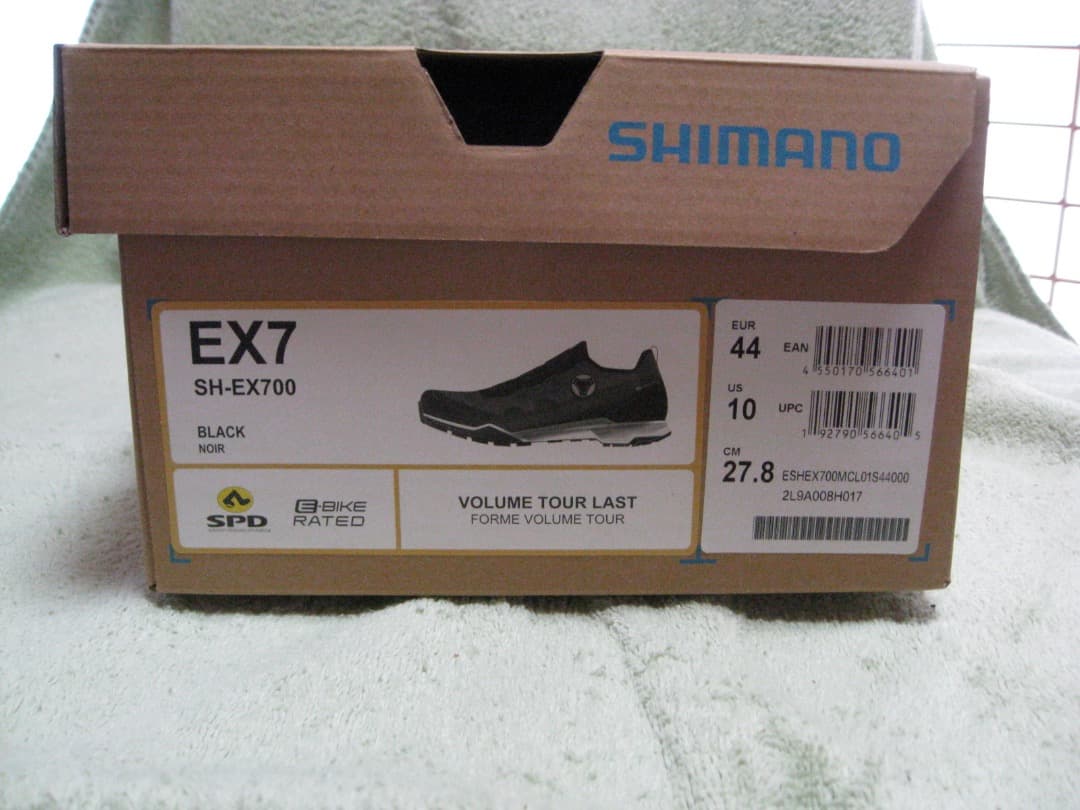 SHIMANO
EX7
SH-EX700
BLACK
NOIR
SPD
E-BIKE
RATED
VOLUME TOUR LAST
FORME VOLUME TOUR
EUR
44
EAN
4 550170 566401
US
10
UPC
1 92790 56640 5
CM
27.8
ESHEX700MCL01S44000
2L9A008H017